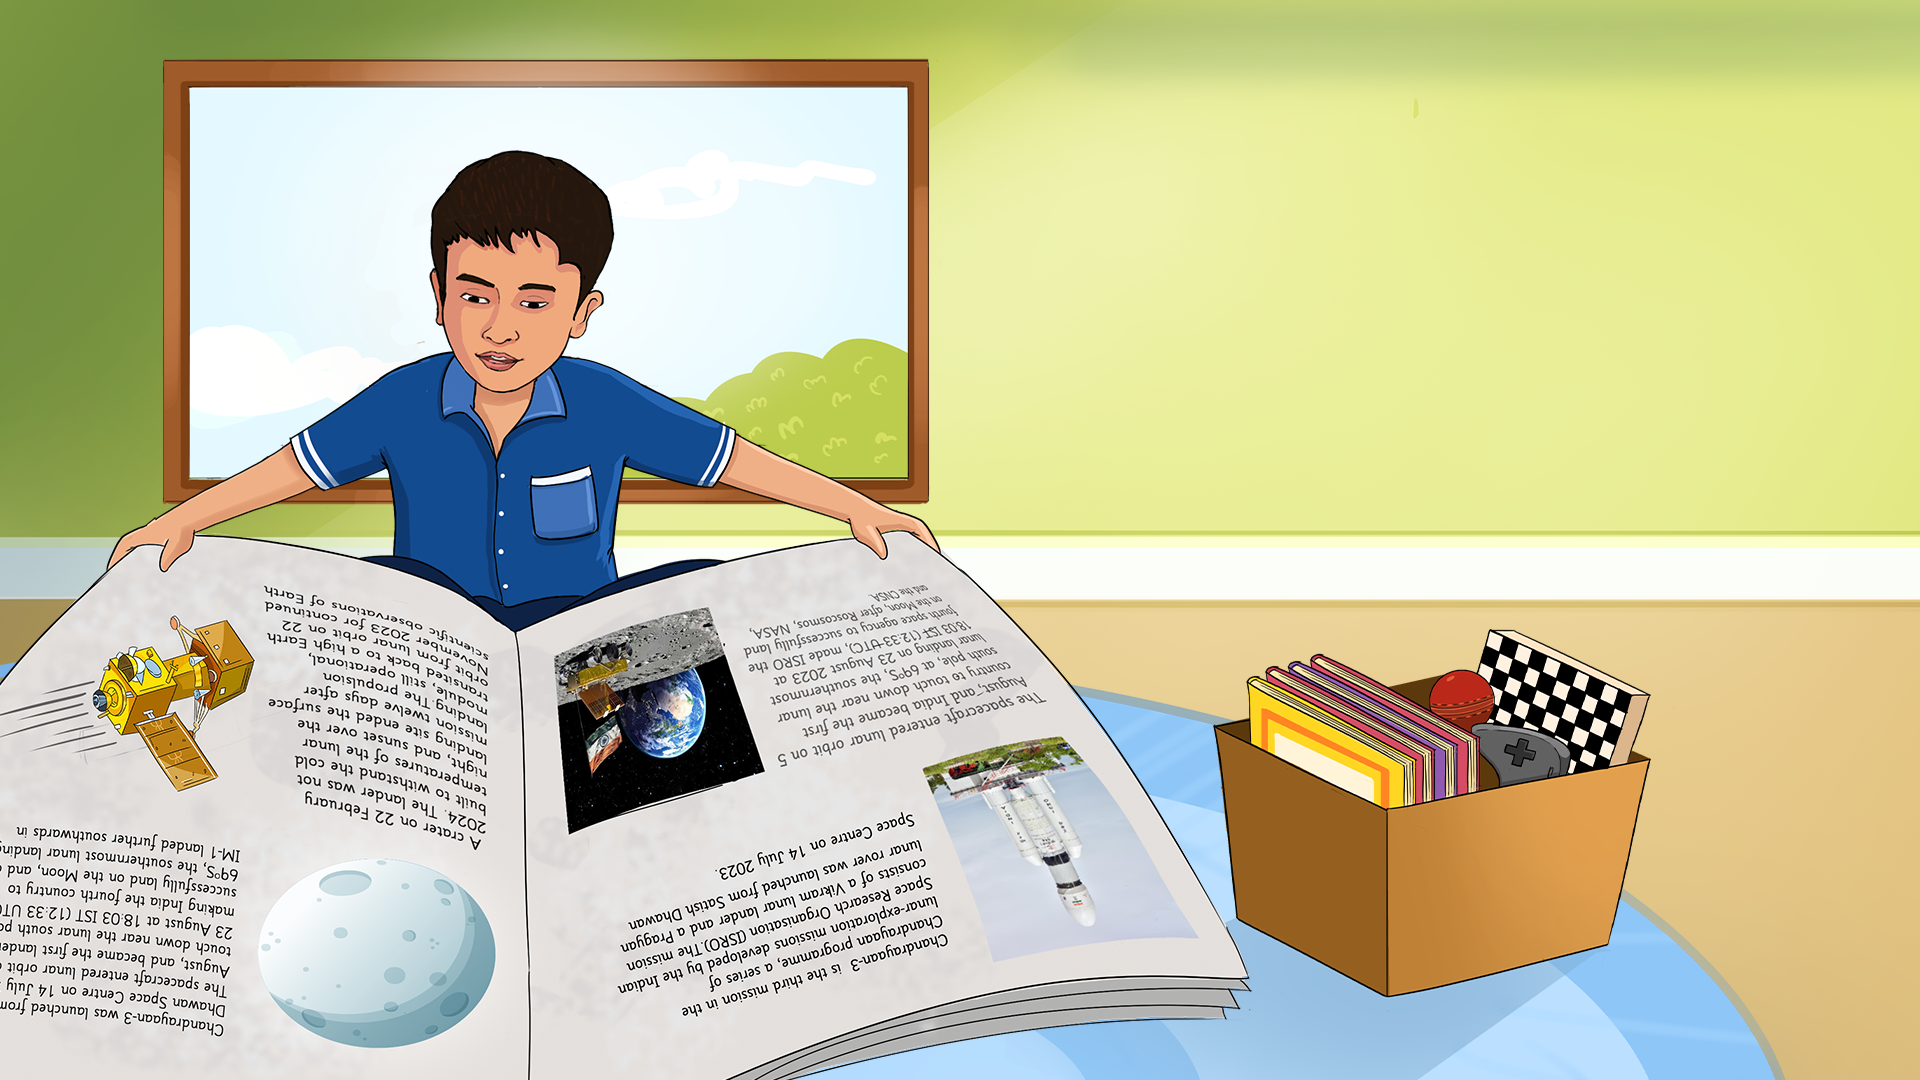 Chandrayaan-3 is the third mission in the
Chandrayaan programme, a series of
lunar-exploration missions developed by the Indian
Space Research Organisation (ISRO).The mission
consists of a Vikram lunar lander and a Pragyan
lunar rover was launched from Satish Dhawan
Space Centre on 14 July 2023.
The spacecraft entered lunar orbit on 5
August, and India became the first
country to touch down near the lunar
south pole, at 69°S, the southernmost
lunar landing on 23 August 2023 at
18:03 IST (12:33-UTC), made ISRO the
fourth space agency to successfully land
on the Moon, after Roscosmos, NASA,
and the CNSA.
Chandrayaan-3 was launched from
Dhawan Space Centre on 14 July
The spacecraft entered lunar orbit
August, and became the first
touch down near the lunar south
23 August at 18:03 IST (12:33
making India the fourth country to
successfully land on the Moon, and
69°S, the southernmost lunar
IM-1 landed further southwards in
A crater on 22 February
2024. The lander was not
built to withstand the cold
temperatures of the lunar
night, and sunset over the
landing site ended the surface
mission twelve days after
landing.The propulsion
module, still operational,
transited back to a high Earth
orbit from lunar orbit on 22
November 2023 for continued
scientific observations of Earth